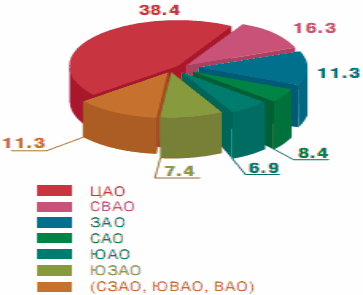 38.4
16.3
11.3
8.4
6.9
7.4
11.3
ЦАО
СВАО
ЗАО
САО
ЮАО
ЮЗАО
(СЗАО, ЮВАО, ВАО)